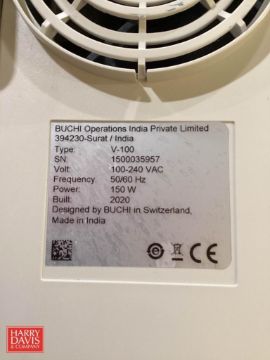 BUCHI Operations India Private Limited
394230-Surat / India
Type: V-100
SN: 1500035957
Volt: 100-240 VAC
Frequency: 50/60 Hz
Power: 150 W
Built: 2020
Designed by BUCHI in Switzerland,
Made in India
HARRY
DAVIS
& COMPANY